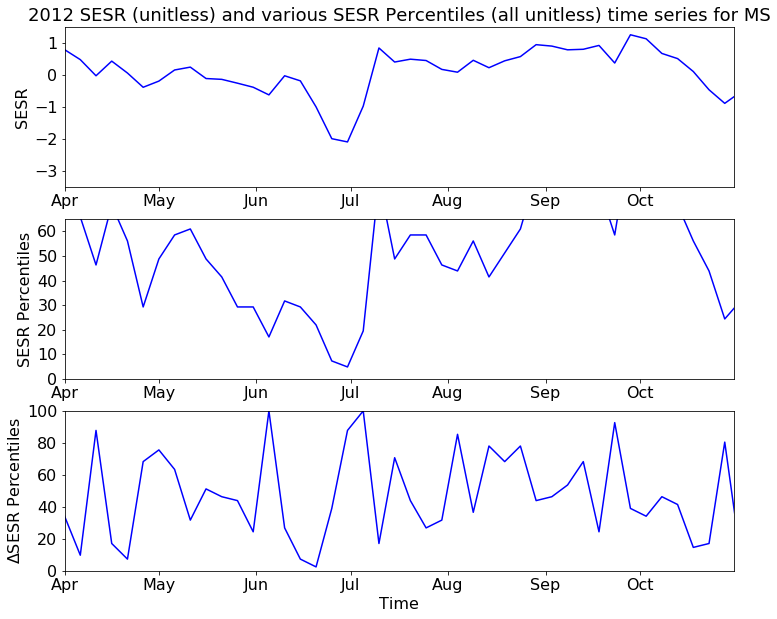 2012 SESR (unitless) and various SESR Percentiles (all unitless) time series for MS
SESR
1
0
−1
−2
−3
Apr May Jun Jul Aug Sep Oct
SESR Percentiles
60
50
40
30
20
10
0
Apr May Jun Jul Aug Sep Oct
ΔSESR Percentiles
100
80
60
40
20
0
Apr May Jun Jul Aug Sep Oct
Time